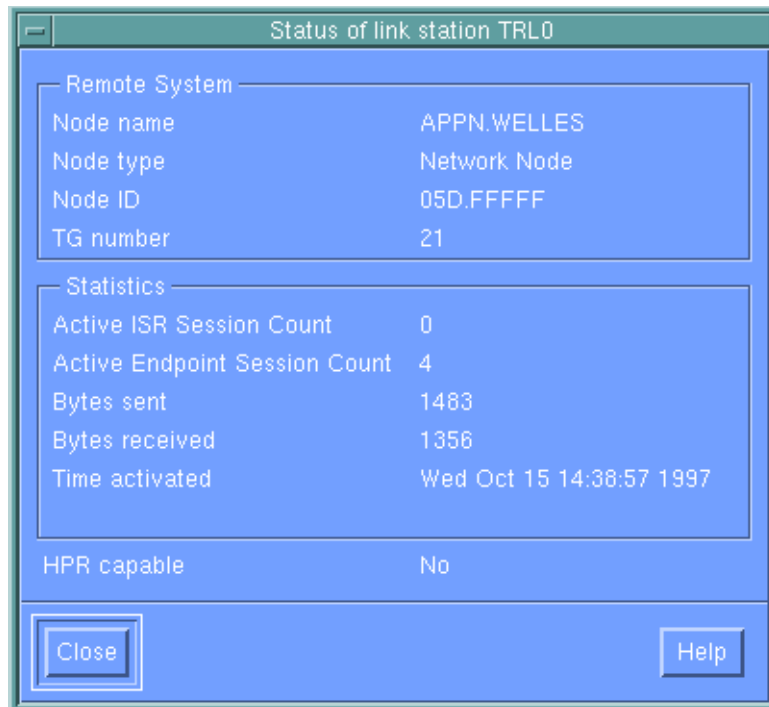 Status of link station TRL0
Remote System
Node name APPN.WELLES
Node type Network Node
Node ID 05D.FFFFF
TG number 21
Statistics
Active ISR Session Count 0
Active Endpoint Session Count 4
Bytes sent 1483
Bytes received 1356
Time activated Wed Oct 15 14:38:57 1997
HPR capable No
Close Help